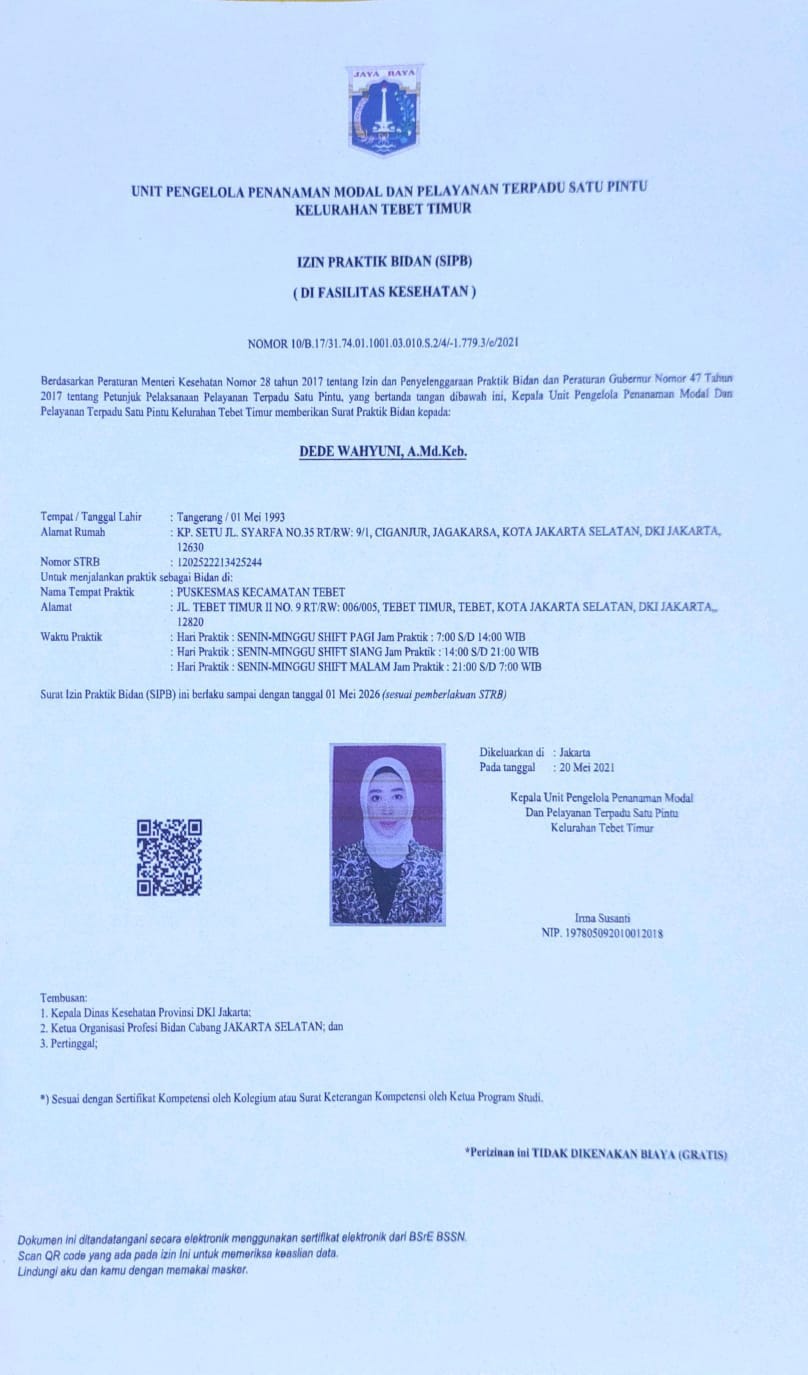 JAYA RAYA
UNIT PENGELOLA PENANAMAN MODAL DAN PELAYANAN TERPADU SATU PINTU
KELURAHAN TEBET TIMUR
IZIN PRAKTIK BIDAN (SIPB)
( DI FASILITAS KESEHATAN )
NOMOR 10/B.17/31.74.01.1001.03.010.S.2/4/-1.779.3/e/2021
Berdasarkan Peraturan Menteri Kesehatan Nomor 28 tahun 2017 tentang Izin dan Penyelenggaraan Praktik Bidan dan Peraturan Gubernur Nomor 47 Tahun
2017 tentang Petunjuk Pelaksanaan Pelayanan Terpadu Satu Pintu, yang bertanda tangan dibawah ini, Kepala Unit Pengelola Penanaman Modal Dan
Pelayanan Terpadu Satu Pintu Kelurahan Tebet Timur memberikan Surat Praktik Bidan kepada:
DEDE WAHYUNI, A.Md.Keb.
Tempat / Tanggal Lahir : Tangerang / 01 Mei 1993
Alamat Rumah : KP. SETU JL. SYARFA NO.35 RT/RW: 9/1, CIGANJUR, JAGAKARSA, KOTA JAKARTA SELATAN, DKI JAKARTA,
12630
Nomor STRB : 1202522213425244
Untuk menjalankan praktik sebagai Bidan di:
Nama Tempat Praktik : PUSKESMAS KECAMATAN TEBET
Alamat : JL. TEBET TIMUR II NO. 9 RT/RW: 006/005, TEBET TIMUR, TEBET, KOTA JAKARTA SELATAN, DKI JAKARTA,,
12820
Waktu Praktik : Hari Praktik : SENIN-MINGGU SHIFT PAGI Jam Praktik : 7:00 S/D 14:00 WIB
: Hari Praktik : SENIN-MINGGU SHIFT SIANG Jam Praktik : 14:00 S/D 21:00 WIB
: Hari Praktik : SENIN-MINGGU SHIFT MALAM Jam Praktik : 21:00 S/D 7:00 WIB
Surat Izin Praktik Bidan (SIPB) ini berlaku sampai dengan tanggal 01 Mei 2026 (sesuai pemberlakuan STRB)
Dikeluarkan di : Jakarta
Pada tanggal : 20 Mei 2021
Kepala Unit Pengelola Penanaman Modal
Dan Pelayanan Terpadu Satu Pintu
Kelurahan Tebet Timur
Irma Susanti
NIP. 197805092010012018
Tembusan:
1. Kepala Dinas Kesehatan Provinsi DKI Jakarta;
2. Ketua Organisasi Profesi Bidan Cabang JAKARTA SELATAN; dan
3. Pertinggal;
*) Sesuai dengan Sertifikat Kompetensi oleh Kolegium atau Surat Keterangan Kompetensi oleh Ketua Program Studi.
*Perizinan ini TIDAK DIKENAKAN BIAYA (GRATIS)
Dokumen ini ditandatangani secara elektronik menggunakan sertifikat elektronik dari BSrE BSSN.
Scan QR code yang ada pada izin ini untuk memeriksa keaslian data.
Lindungi aku dan kamu dengan memakai masker.